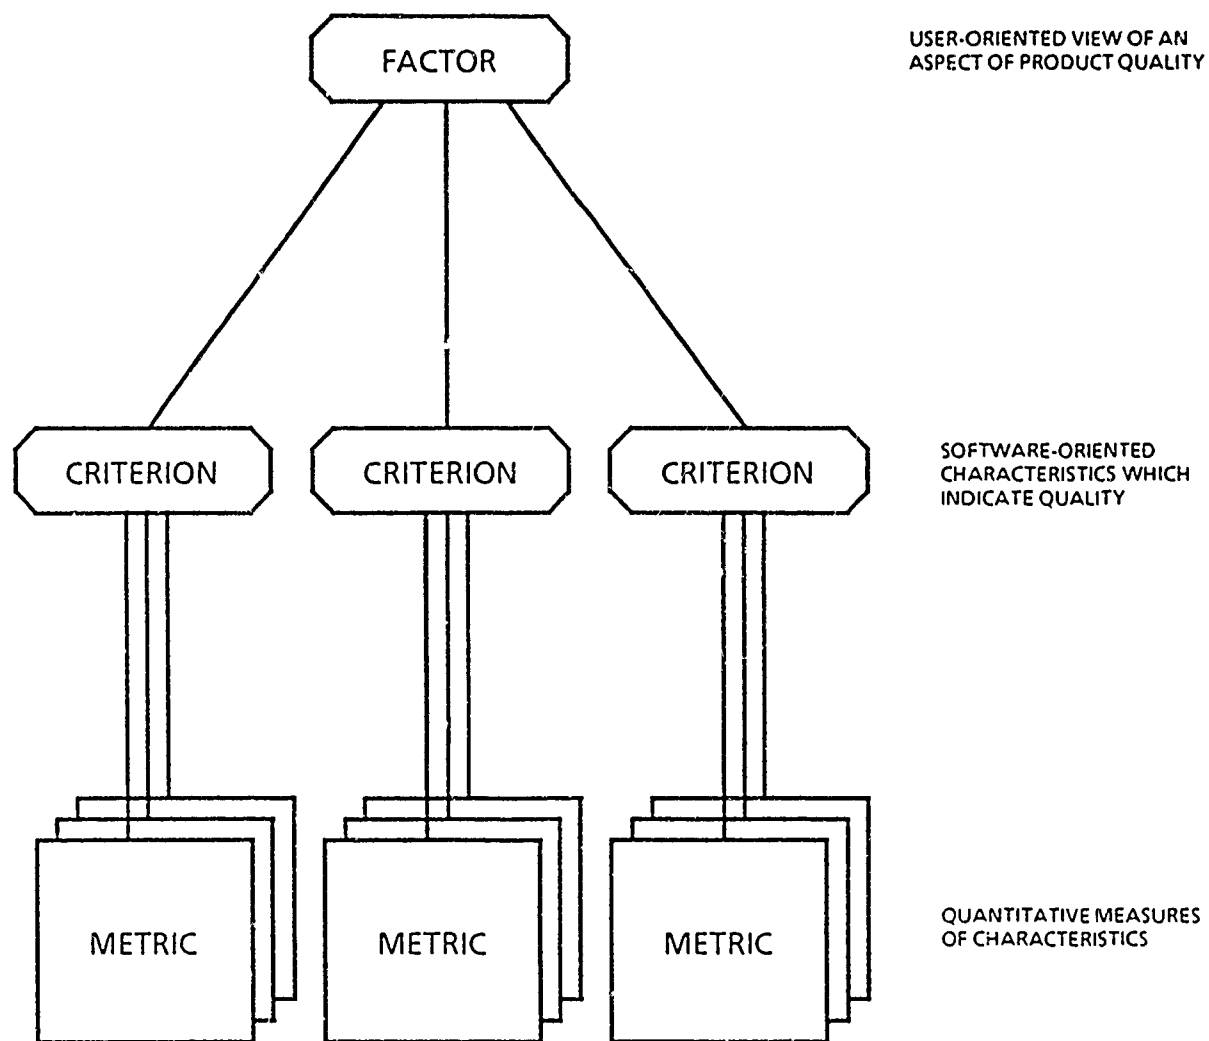 FACTOR
USER-ORIENTED VIEW OF AN
ASPECT OF PRODUCT QUALITY
CRITERION
CRITERION
CRITERION
SOFTWARE-ORIENTED
CHARACTERISTICS WHICH
INDICATE QUALITY
METRIC
METRIC
METRIC
QUANTITATIVE MEASURES
OF CHARACTERISTICS